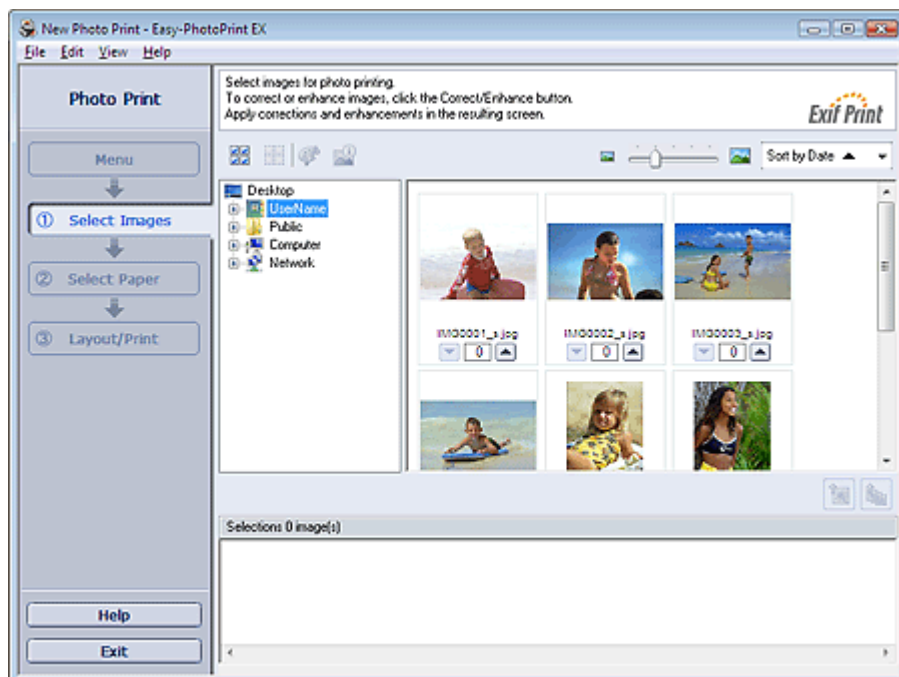 New Photo Print - Easy-PhotoPrint EX
File Edit View Help
Photo Print
Select images for photo printing.
To correct or enhance images, click the Correct/Enhance button.
Apply corrections and enhancements in the resulting screen.
Exif Print
Menu
Sort by Date
① Select Images
② Select Paper
③ Layout/Print
Desktop
UserName
Public
Computer
Network
IMG0001_s.jpg IMG0002_s.jpg IMG0003_s.jpg
0 0 0
Selections 0 image(s)
Help
Exit